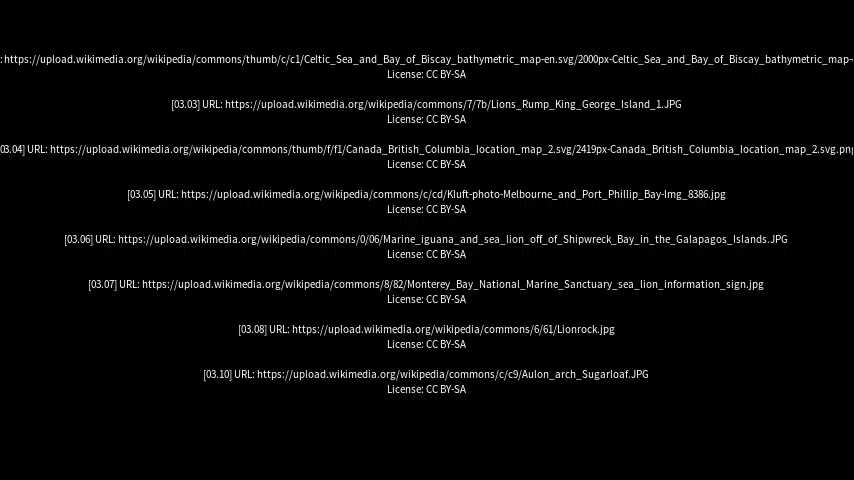 : https://upload.wikimedia.org/wikipedia/commons/thumb/c/c1/Celtic_Sea_and_Bay_of_Biscay_bathymetric_map-en.svg/2000px-Celtic_Sea_and_Bay_of_Biscay_bathymetric_map-
License: CC BY-SA
[03.03] URL: https://upload.wikimedia.org/wikipedia/commons/7/7b/Lions_Rump_King_George_Island_1.JPG
License: CC BY-SA
03.04] URL: https://upload.wikimedia.org/wikipedia/commons/thumb/f/f1/Canada_British_Columbia_location_map_2.svg/2419px-Canada_British_Columbia_location_map_2.svg.png
License: CC BY-SA
[03.05] URL: https://upload.wikimedia.org/wikipedia/commons/c/cd/Kluft-photo-Melbourne_and_Port_Phillip_Bay-Img_8386.jpg
License: CC BY-SA
[03.06] URL: https://upload.wikimedia.org/wikipedia/commons/0/06/Marine_iguana_and_sea_lion_off_of_Shipwreck_Bay_in_the_Galapagos_Islands.JPG
License: CC BY-SA
[03.07] URL: https://upload.wikimedia.org/wikipedia/commons/8/82/Monterey_Bay_National_Marine_Sanctuary_sea_lion_information_sign.jpg
License: CC BY-SA
[03.08] URL: https://upload.wikimedia.org/wikipedia/commons/6/61/Lionrock.jpg
License: CC BY-SA
[03.10] URL: https://upload.wikimedia.org/wikipedia/commons/c/c9/Aulon_arch_Sugarloaf.JPG
License: CC BY-SA